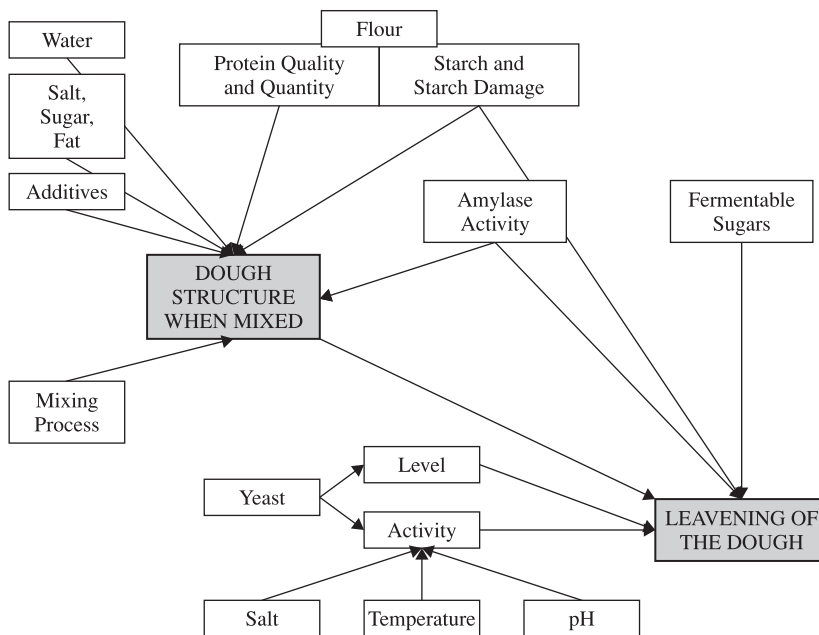 Flour
Water
Protein Quality
and Quantity
Starch and
Starch Damage
Salt,
Sugar,
Fat
Additives
Amylase
Activity
Fermentable
Sugars
DOUGH
STRUCTURE
WHEN MIXED
Mixing
Process
Level
Yeast
Activity
LEAVENING OF
THE DOUGH
Salt
Temperature
pH